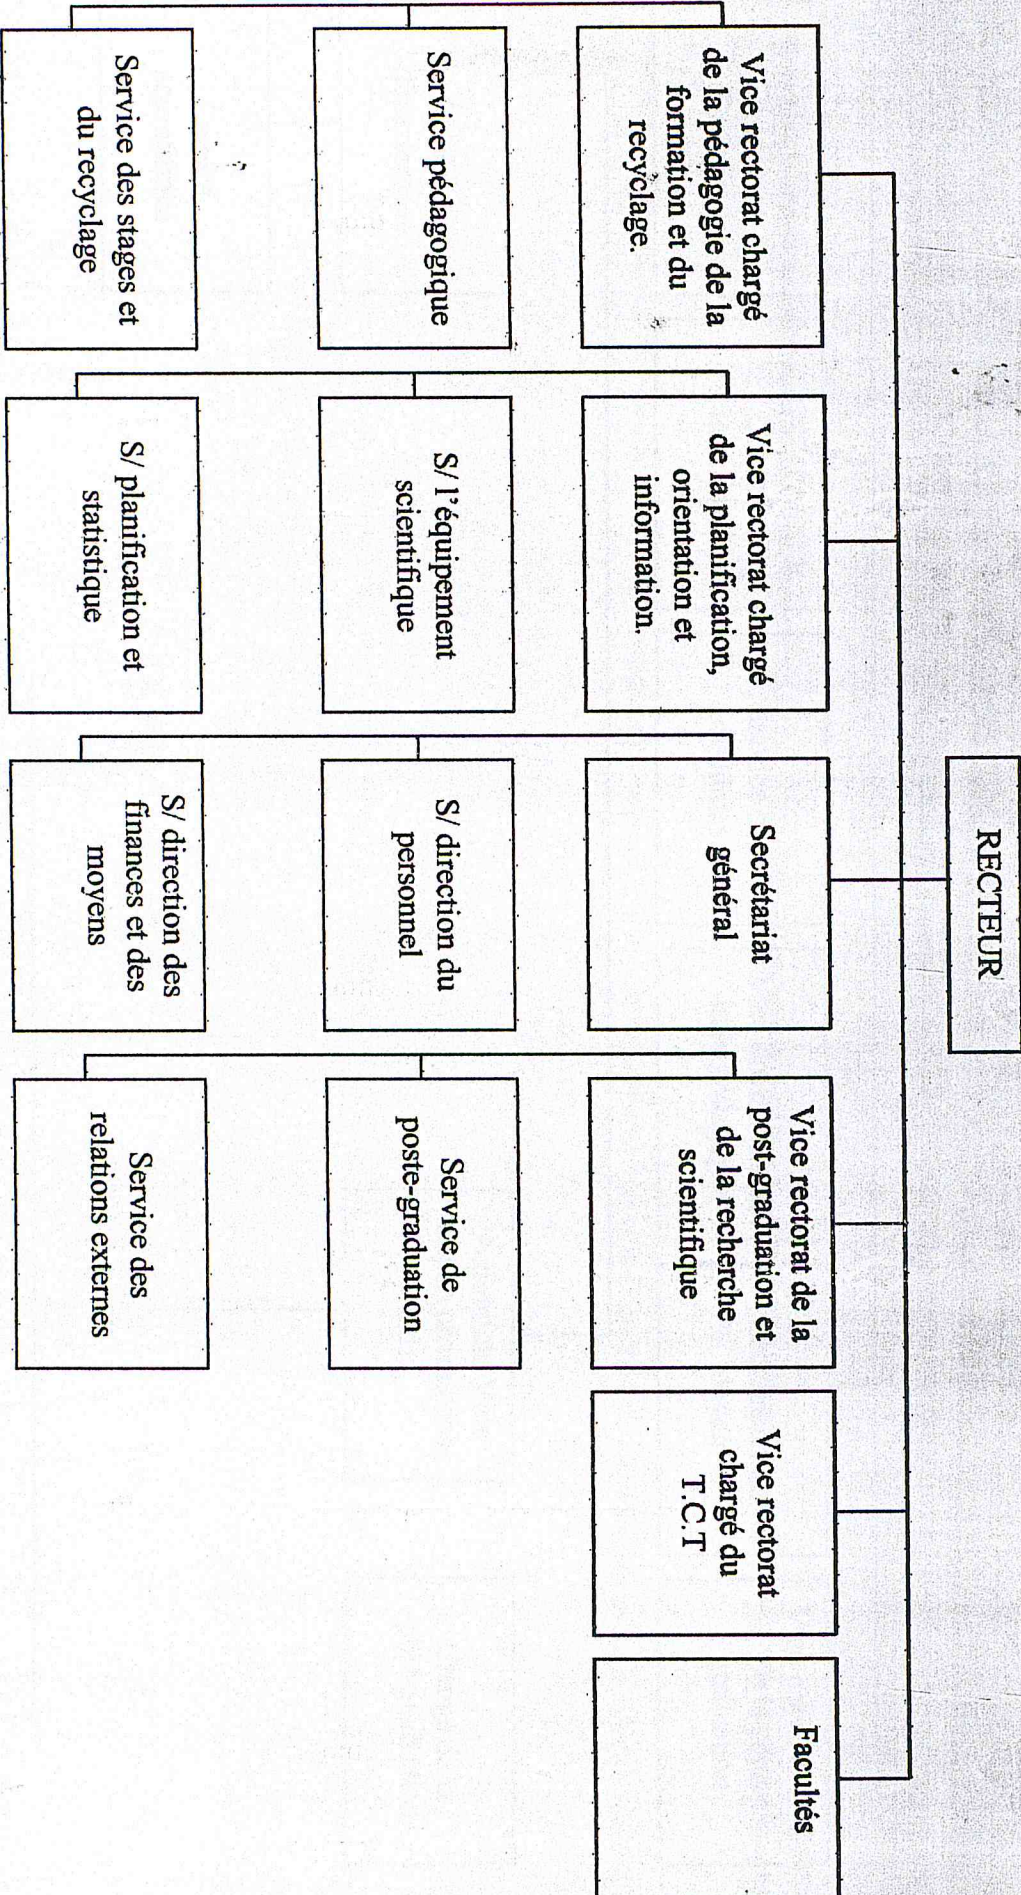 RECTEUR
Vice rectorat chargé
de la pédagogie de la
formation et du
recyclage.
Vice rectorat chargé
de la planification,
orientation et
information.
Secrétariat
général
Vice rectorat de la
post-graduation et
de la recherche
scientifique
Vice rectorat
chargé du
T.C.T
Facultés
Service pédagogique
S/ l'équipement
scientifique
S/ direction du
personnel
Service de
poste-graduation
Service des stages et
du recyclage
S/ planification et
statistique
S/ direction des
finances et des
moyens
Service des
relations externes